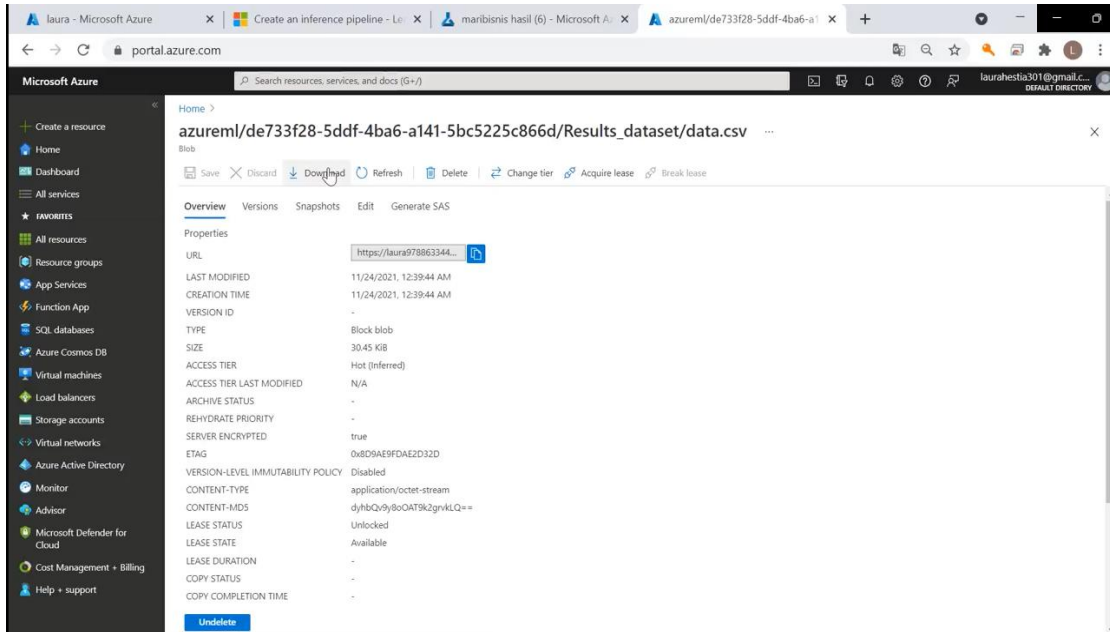 laura - Microsoft Azure
Create an inference pipeline - Le
maribisnis hasil (6) - Microsoft A
azureml/de733f28-5ddf-4ba6-a1
portal.azure.com
Microsoft Azure
Search resources, services, and docs (G+/)
laurahestia301@gmail.c...
DEFAULT DIRECTORY
L
Create a resource
Home
Dashboard
All services
FAVORITES
All resources
Resource groups
App Services
Function App
SQL databases
Azure Cosmos DB
Virtual machines
Load balancers
Storage accounts
Virtual networks
Azure Active Directory
Monitor
Advisor
Microsoft Defender for
Cloud
Cost Management + Billing
Help + support
Home >
azureml/de733f28-5ddf-4ba6-a141-5bc5225c866d/Results_dataset/data.csv ...
Blob
Save Discard Download Refresh Delete Change tier Acquire lease Break lease
Overview Versions Snapshots Edit Generate SAS
Properties
URL https://laura978863344...
LAST MODIFIED 11/24/2021, 12:39:44 AM
CREATION TIME 11/24/2021, 12:39:44 AM
VERSION ID -
TYPE Block blob
SIZE 30.45 KiB
ACCESS TIER Hot (Inferred)
ACCESS TIER LAST MODIFIED N/A
ARCHIVE STATUS -
REHYDRATE PRIORITY -
SERVER ENCRYPTED true
ETAG 0x8D9AE9FDAE2D32D
VERSION-LEVEL IMMUTABILITY POLICY Disabled
CONTENT-TYPE application/octet-stream
CONTENT-MD5 dyhbQv9y8oOAT9k2grvkLQ==
LEASE STATUS Unlocked
LEASE STATE Available
LEASE DURATION -
COPY STATUS -
COPY COMPLETION TIME -
Undelete